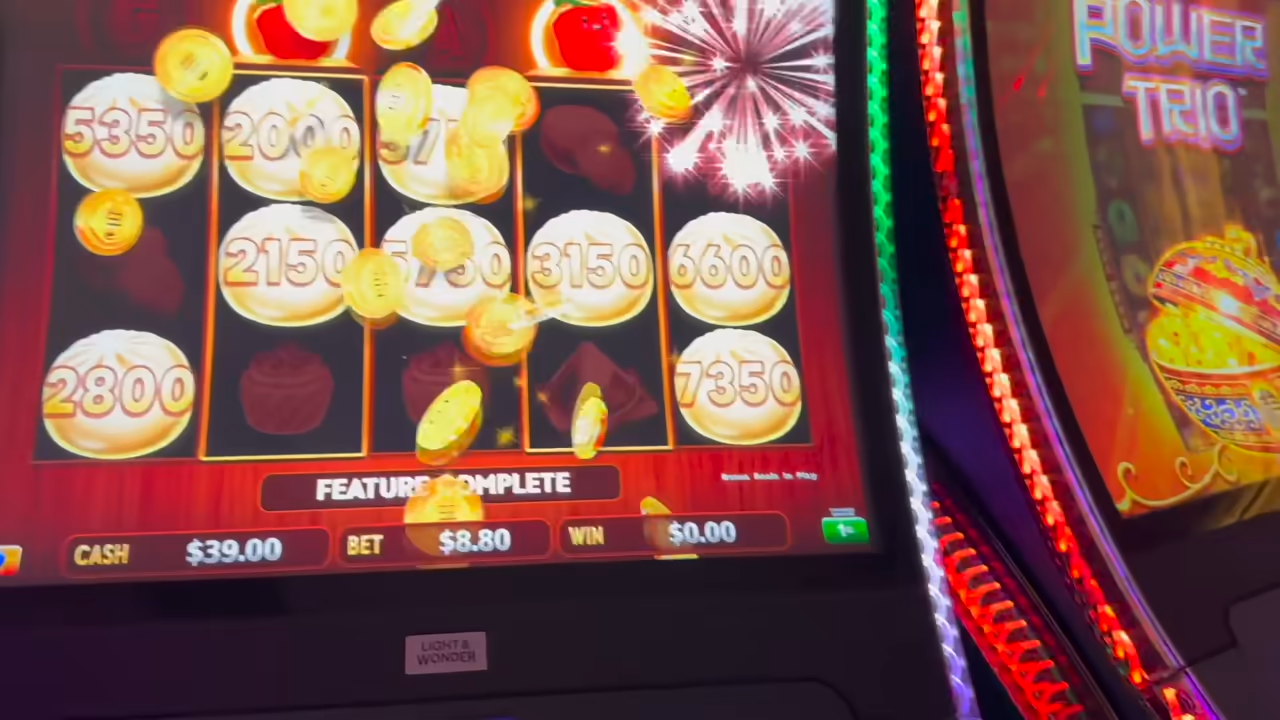 POWER
TRIO™
5350
2000
2150
3150
6600
2800
7350
FEATURE COMPLETE
CASH $39.00 BET $8.80 WIN $0.00
LIGHT &
WONDER